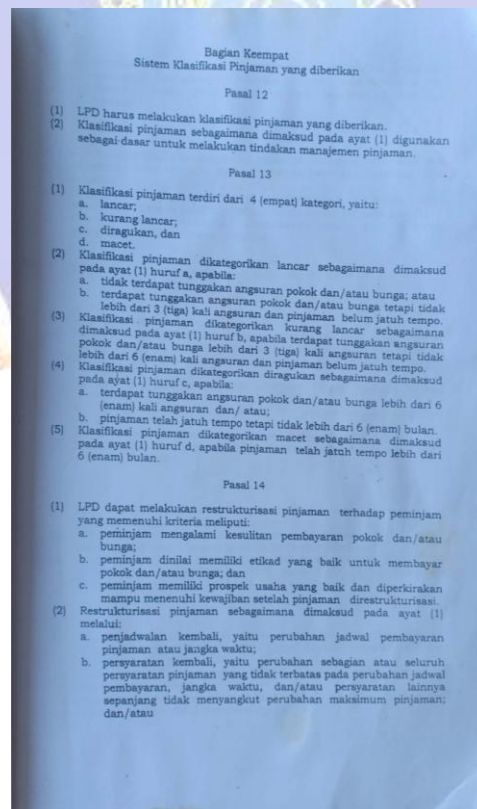 Bagian Keempat
Sistem Klasifikasi Pinjaman yang diberikan
Pasal 12
(1) LPD harus melakukan klasifikasi pinjaman yang diberikan.
(2) Klasifikasi pinjaman sebagaimana dimaksud pada ayat (1) digunakan
sebagai dasar untuk melakukan tindakan manajemen pinjaman.
Pasal 13
(1) Klasifikasi pinjaman terdiri dari 4 (empat) kategori, yaitu:
a. lancar;
b. kurang lancar;
c. diragukan, dan
d. macet.
(2) Klasifikasi pinjaman dikategorikan lancar sebagaimana dimaksud
pada ayat (1) huruf a, apabila:
a. tidak terdapat tunggakan angsuran pokok dan/atau bunga; atau
b. terdapat tunggakan angsuran pokok dan/atau bunga tetapi tidak
lebih dari 3 (tiga) kali angsuran dan pinjaman belum jatuh tempo.
(3) Klasifikasi pinjaman dikategorikan kurang lancar sebagaimana
dimaksud pada ayat (1) huruf b, apabila terdapat tunggakan angsuran
pokok dan/atau bunga lebih dari 3 (tiga) kali angsuran tetapi tidak
lebih dari 6 (enam) kali angsuran dan pinjaman belum jatuh tempo.
(4) Klasifikasi pinjaman dikategorikan diragukan sebagaimana dimaksud
pada ayat (1) huruf c, apabila:
a. terdapat tunggakan angsuran pokok dan/atau bunga lebih dari 6
(enam) kali angsuran dan/ atau;
b. pinjaman telah jatuh tempo tetapi tidak lebih dari 6 (enam) bulan.
(5) Klasifikasi pinjaman dikategorikan macet sebagaimana dimaksud
pada ayat (1) huruf d, apabila pinjaman telah jatuh tempo lebih dari
6 (enam) bulan.
Pasal 14
(1) LPD dapat melakukan restrukturisasi pinjaman terhadap peminjam
yang memenuhi kriteria meliputi:
a. peminjam mengalami kesulitan pembayaran pokok dan/atau
bunga;
b. peminjam dinilai memiliki etikad yang baik untuk membayar
pokok dan/atau bunga; dan
c. peminjam memiliki prospek usaha yang baik dan diperkirakan
mampu menenuhi kewajiban setelah pinjaman direstrukturisasi.
(2) Restrukturisasi pinjaman sebagaimana dimaksud pada ayat (1)
melalui:
a. penjadwalan kembali, yaitu perubahan jadwal pembayaran
pinjaman atau jangka waktu;
b. persyaratan kembali, yaitu perubahan sebagian atau seluruh
persyaratan pinjaman yang tidak terbatas pada perubahan jadwal
pembayaran, jangka waktu, dan/atau persyaratan lainnya
sepanjang tidak menyangkut perubahan maksimum pinjaman;
dan/atau